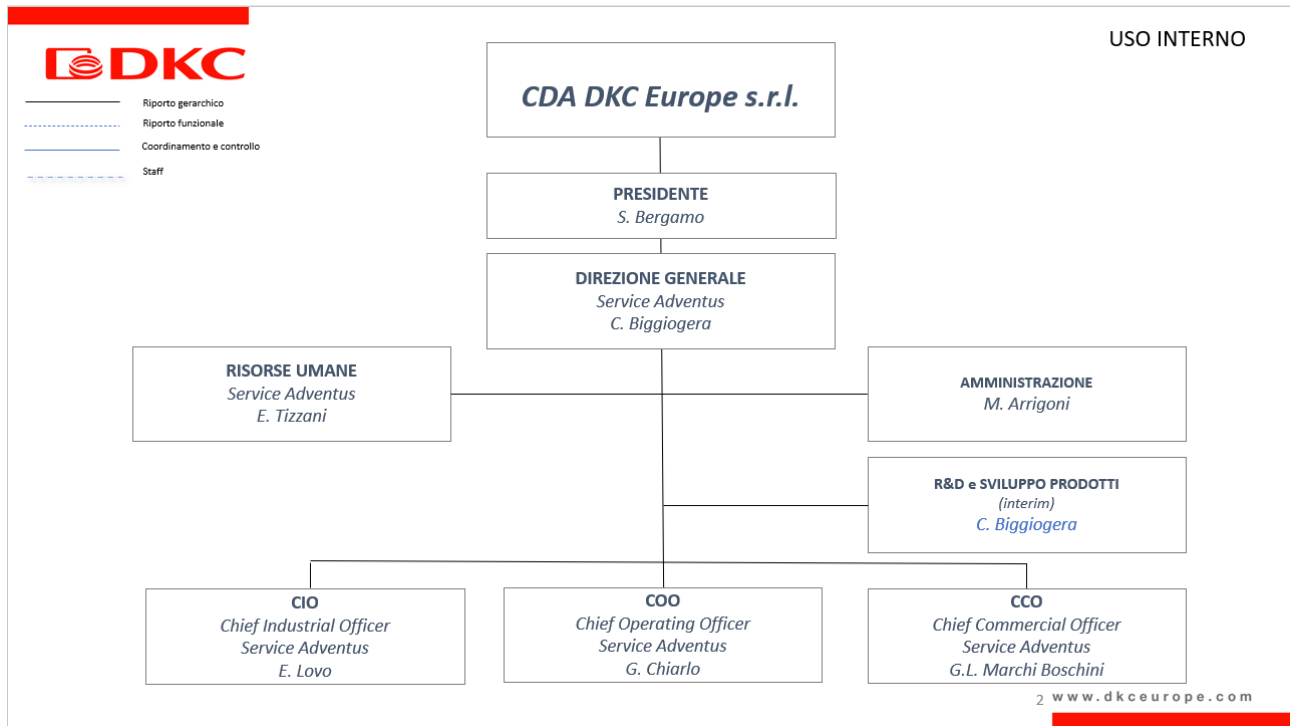 USO INTERNO
DKC
Riporto gerarchico
Riporto funzionale
Coordinamento e controllo
Staff
CDA DKC Europe s.r.l.
PRESIDENTE
S. Bergamo
DIREZIONE GENERALE
Service Adventus
C. Biggiogera
RISORSE UMANE
Service Adventus
E. Tizzani
AMMINISTRAZIONE
M. Arrigoni
R&D e SVILUPPO PRODOTTI
(interim)
C. Biggiogera
CIO
Chief Industrial Officer
Service Adventus
E. Lovo
COO
Chief Operating Officer
Service Adventus
G. Chiarlo
CCO
Chief Commercial Officer
Service Adventus
G.L. Marchi Boschini
2 www.dkceurope.com